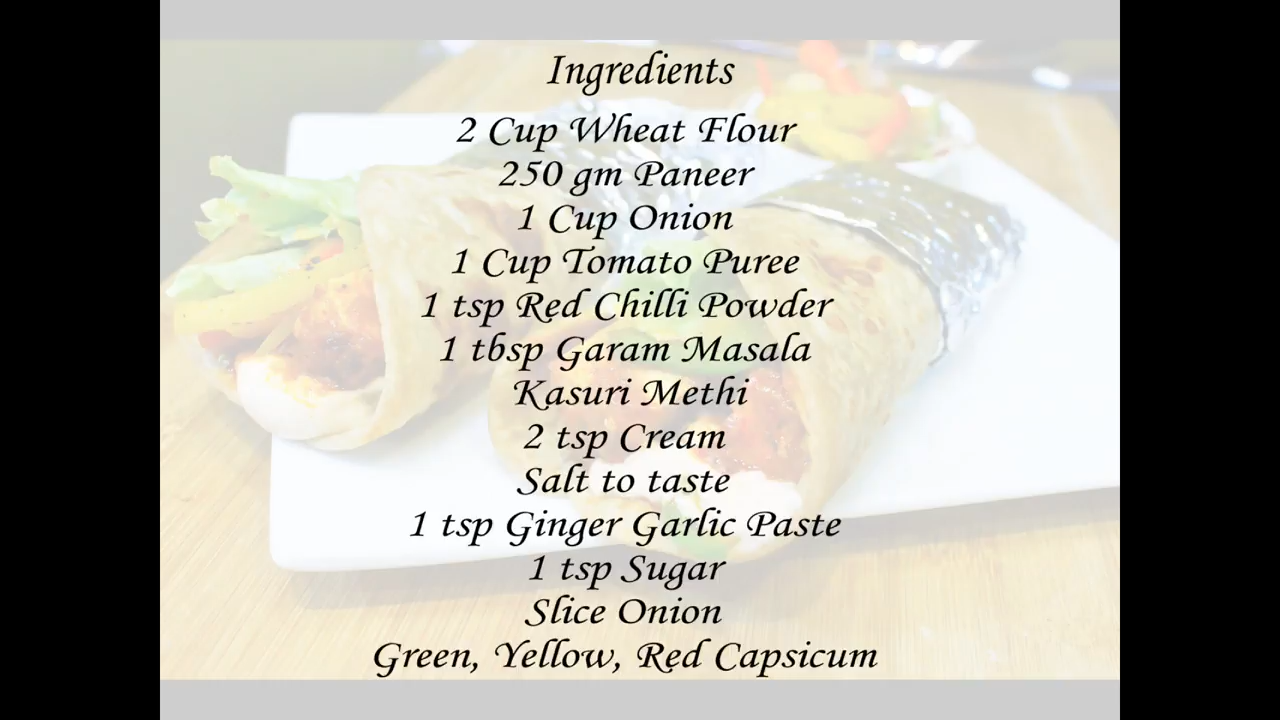 Ingredients
2 Cup Wheat Flour
250 gm Paneer
1 Cup Onion
1 Cup Tomato Puree
1 tsp Red Chilli Powder
1 tbsp Garam Masala
Kasuri Methi
2 tsp Cream
Salt to taste
1 tsp Ginger Garlic Paste
1 tsp Sugar
Slice Onion
Green, Yellow, Red Capsicum